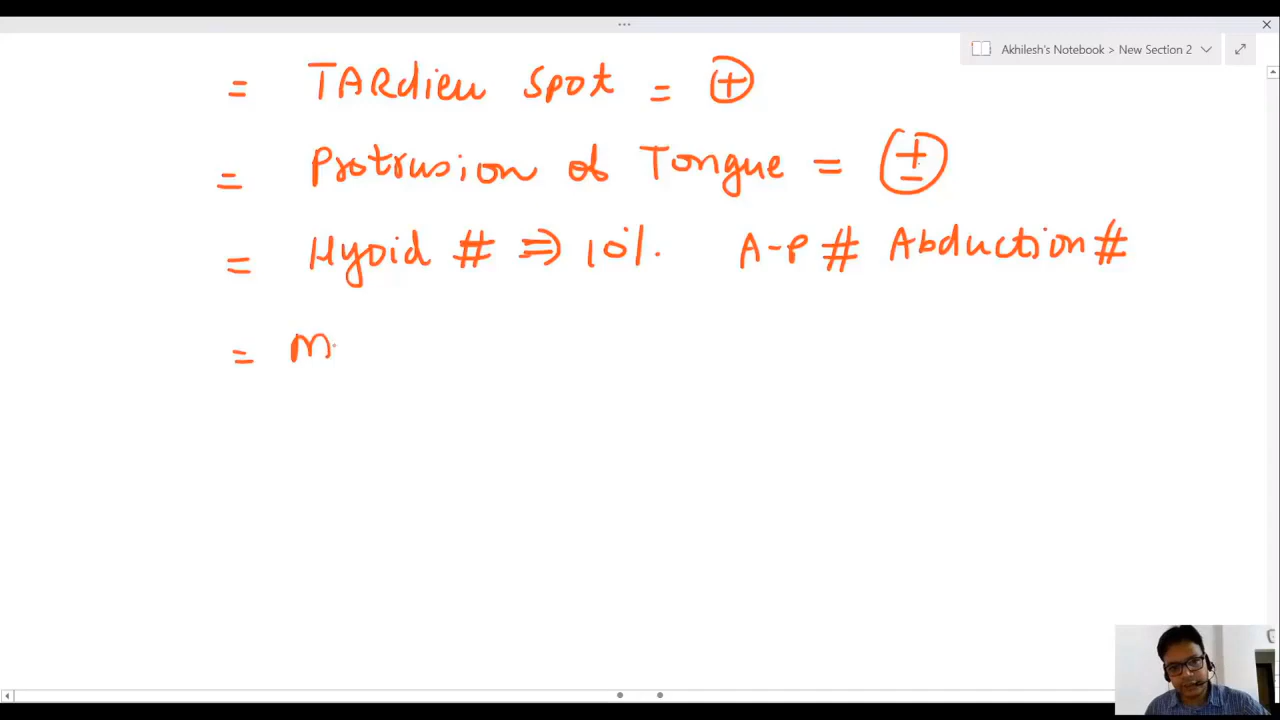 Akhilesh's Notebook > New Section 2
= TARdieu spot = +
= Protrusion of Tongue = ±
= Hyoid # => 10%. A-P # Abduction #
= M